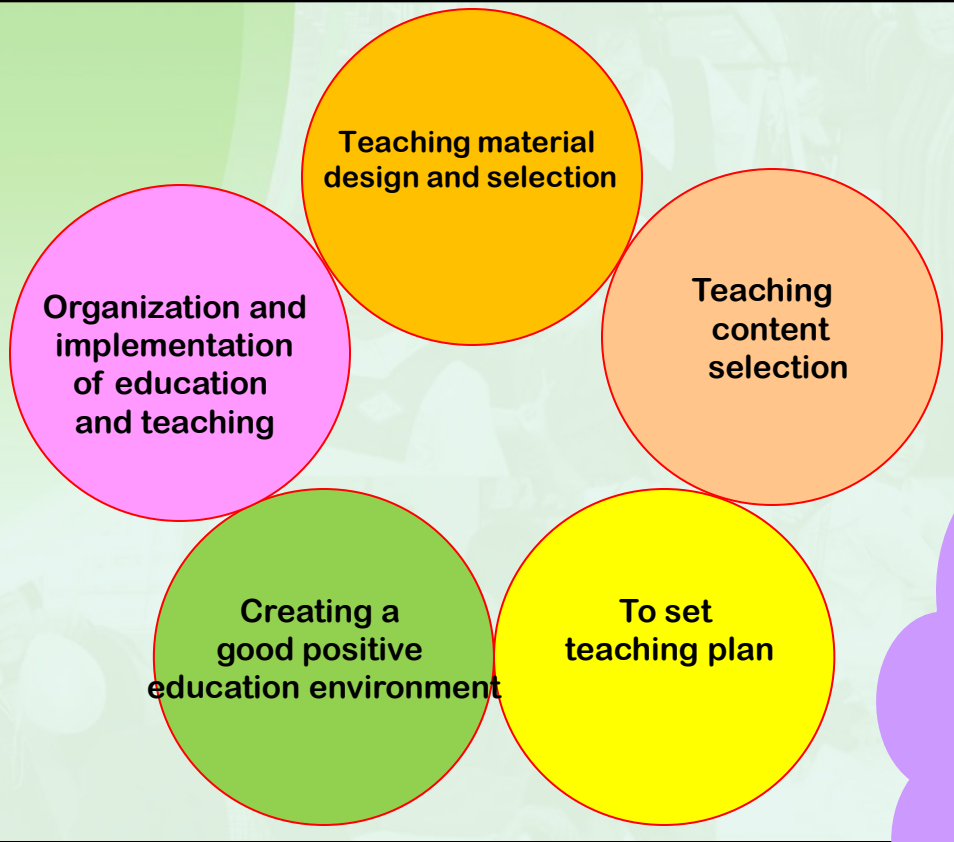 Teaching material
design and selection
Organization and
implementation
of education
and teaching
Teaching
content
selection
Creating a
good positive
education environment
To set
teaching plan